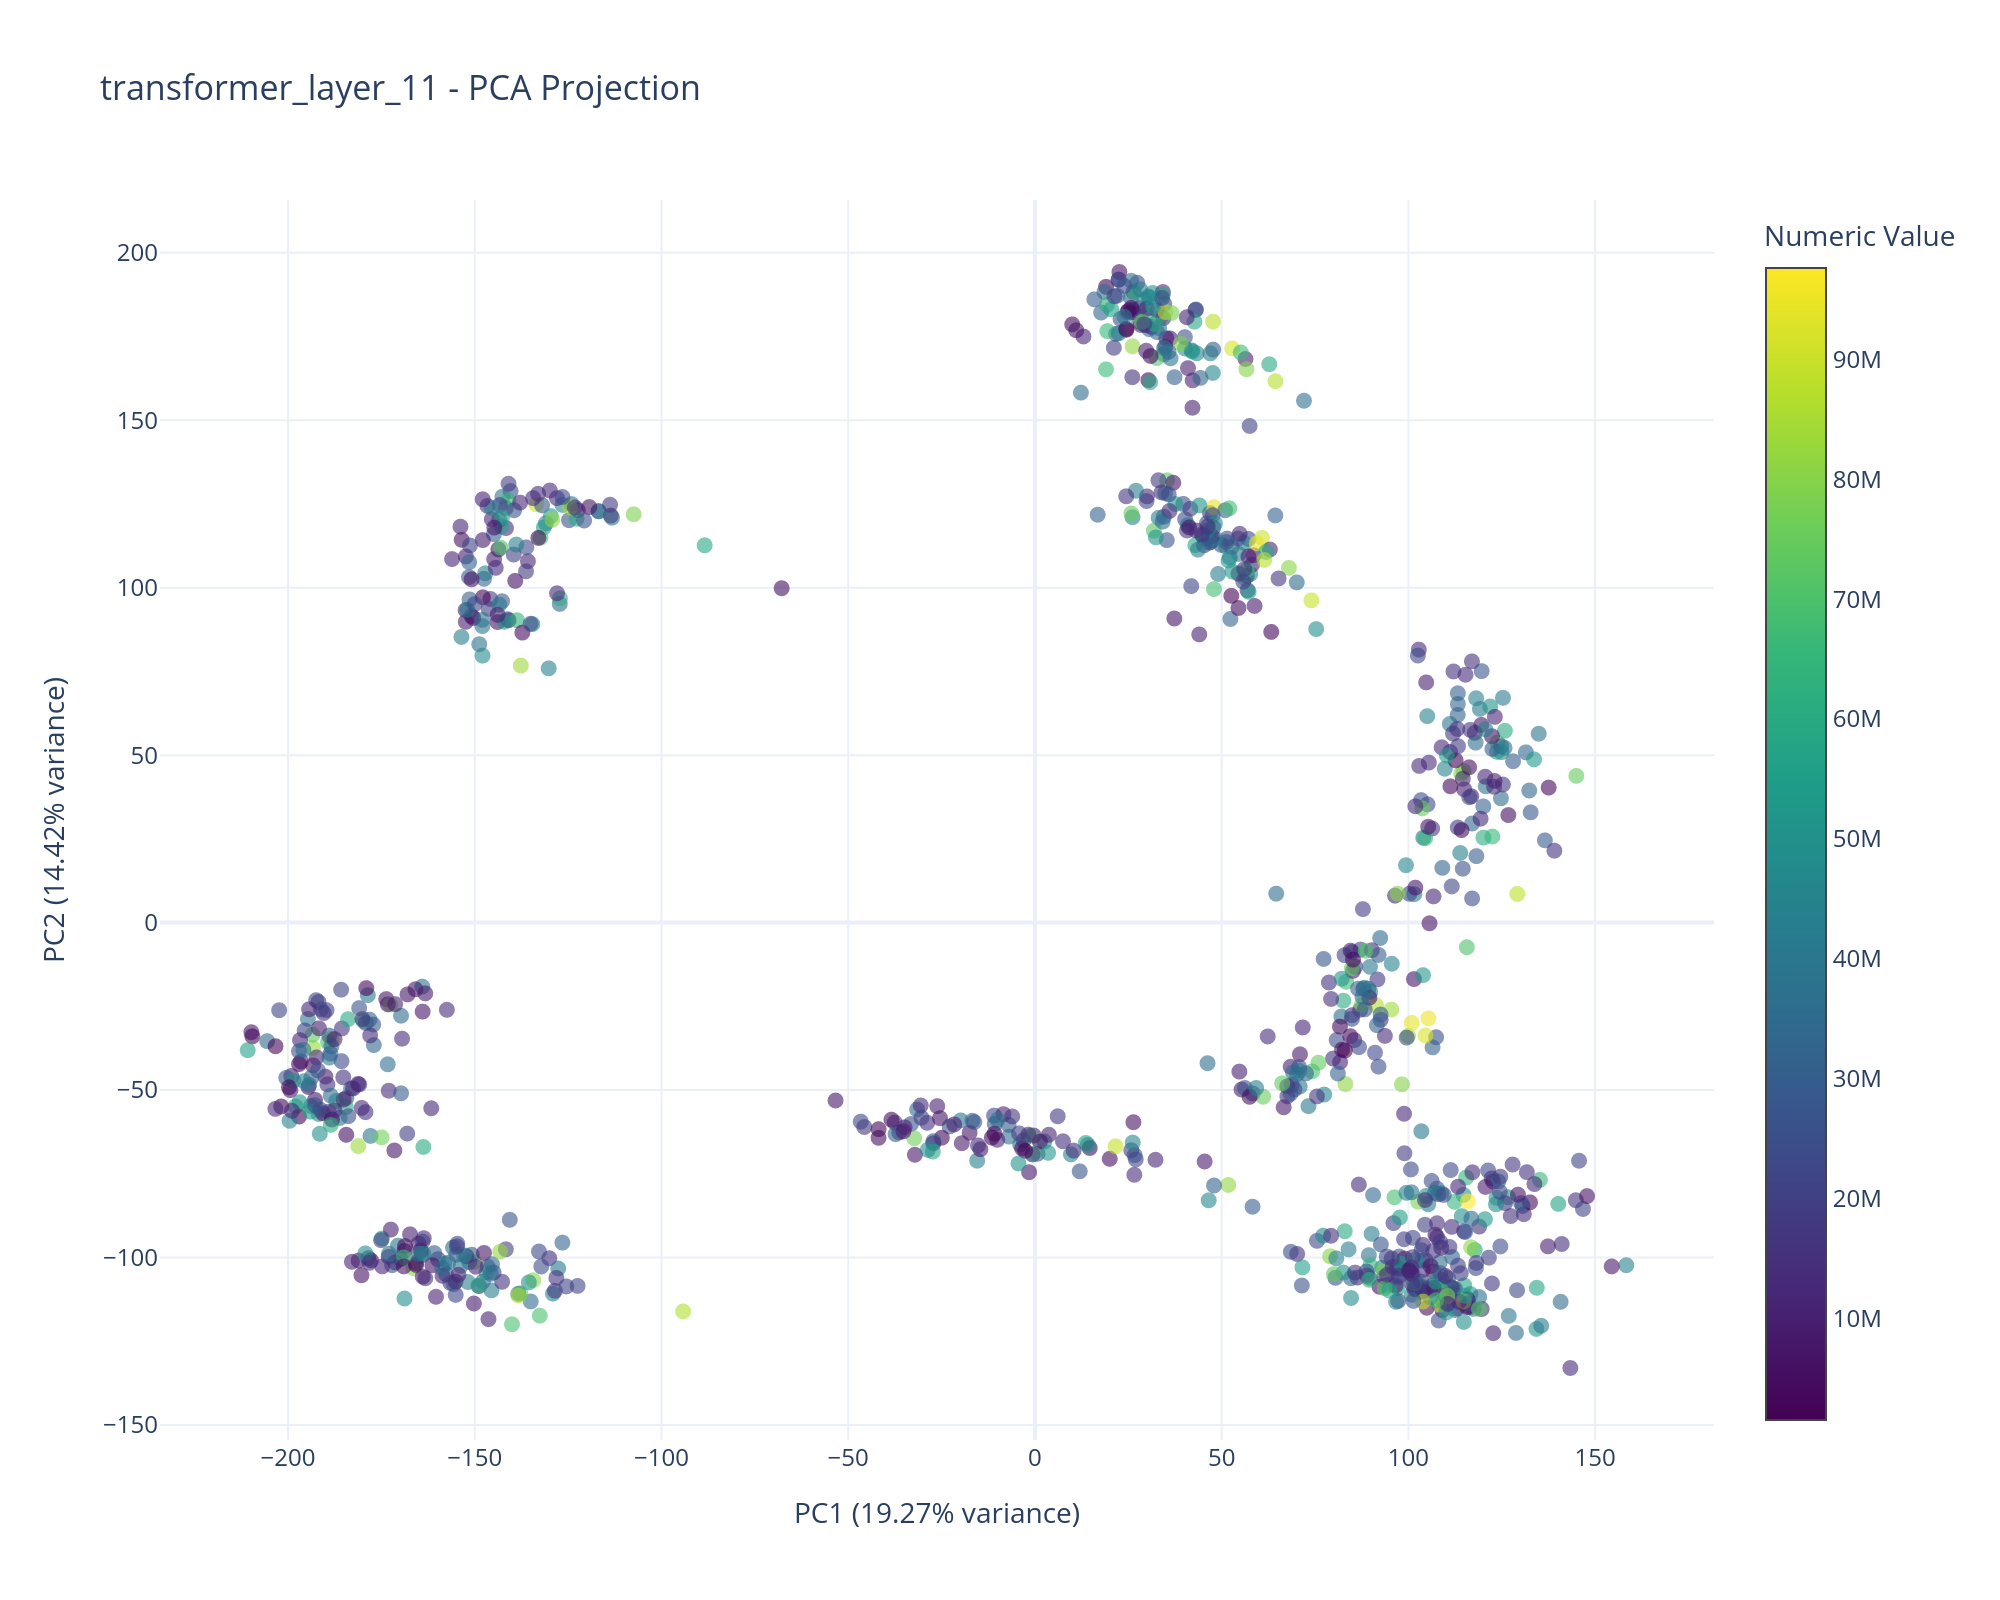 transformer_layer_11 - PCA Projection
Numeric Value
200
150
100
50
0
−50
−100
−150
−200
−150
−100
−50
0
50
100
150
PC1 (19.27% variance)
PC2 (14.42% variance)
90M
80M
70M
60M
50M
40M
30M
20M
10M